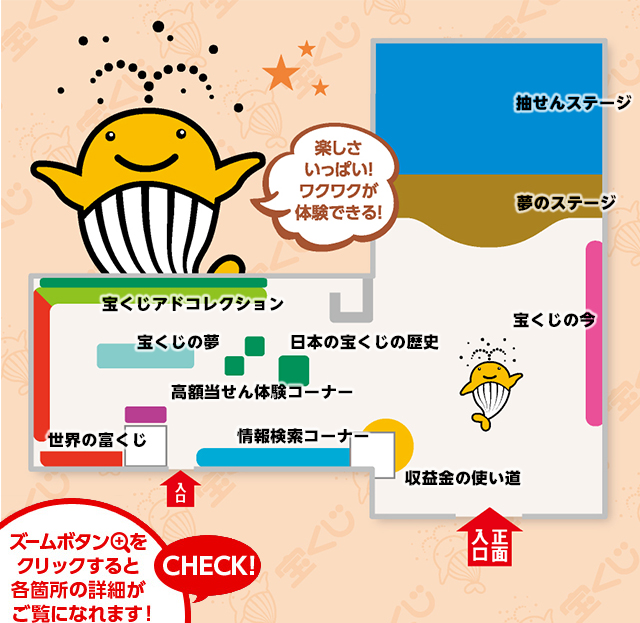 楽しさ
いっぱい!
ワクワクが
体験できる!
抽せんステージ
夢のステージ
宝くじの今
宝くじアドコレクション
宝くじの夢
日本の宝くじの歴史
高額当せん体験コーナー
世界の富くじ
情報検索コーナー
収益金の使い道
入口
正面
入口
ズームボタンを
クリックすると
各箇所の詳細が
ご覧になれます!
CHECK!
宝くじ